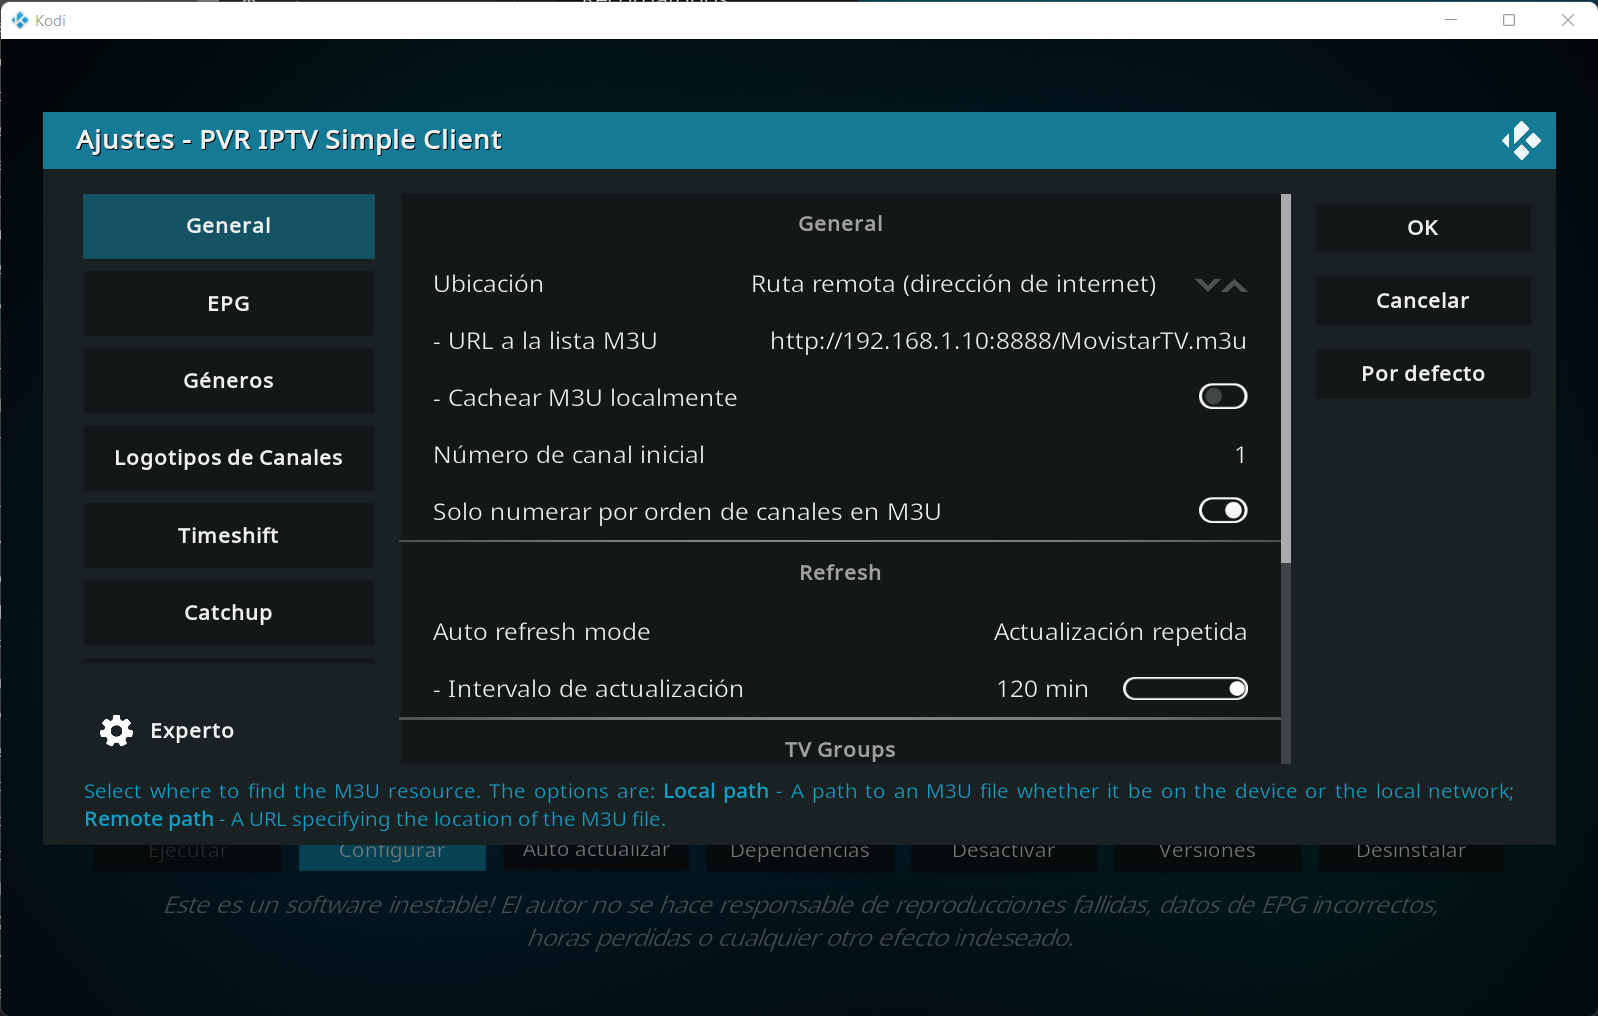 Kodi
Ajustes - PVR IPTV Simple Client
General
EPG
Géneros
Logotipos de Canales
Timeshift
Catchup
Experto
General
Ubicación Ruta remota (dirección de internet)
- URL a la lista M3U http://192.168.1.10:8888/MovistarTV.m3u
- Cachear M3U localmente
Número de canal inicial 1
Solo numerar por orden de canales en M3U
Refresh
Auto refresh mode Actualización repetida
- Intervalo de actualización 120 min
TV Groups
OK
Cancelar
Por defecto
Select where to find the M3U resource. The options are: Local path - A path to an M3U file whether it be on the device or the local network;
Remote path - A URL specifying the location of the M3U file.
Ejecutar Configurar Auto actualizar Dependencias Desactivar Versiones Desinstalar
Este es un software inestable! El autor no se hace responsable de reproducciones fallidas, datos de EPG incorrectos,
horas perdidas o cualquier otro efecto indeseado.